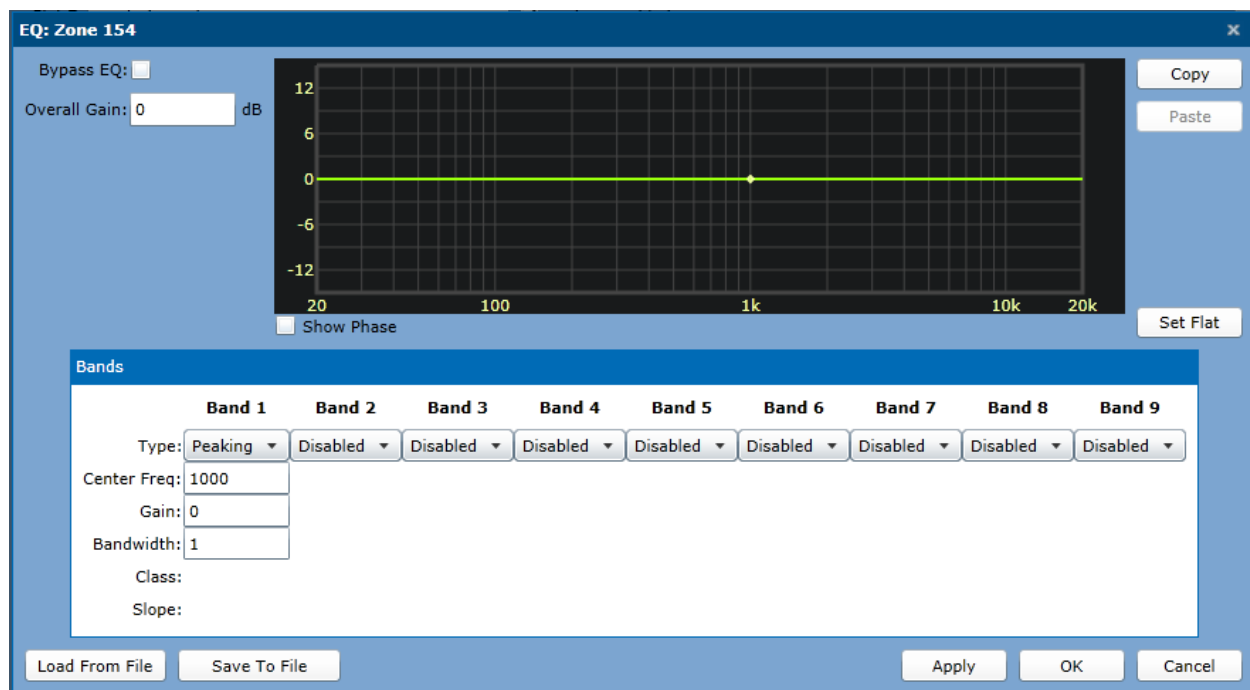 EQ: Zone 154
Bypass EQ:
Overall Gain: 0 dB
12
6
0
-6
-12
20 100 1k 10k 20k
Show Phase
Copy
Paste
Set Flat
Bands
Band 1 Band 2 Band 3 Band 4 Band 5 Band 6 Band 7 Band 8 Band 9
Type: Peaking Disabled Disabled Disabled Disabled Disabled Disabled Disabled Disabled
Center Freq: 1000
Gain: 0
Bandwidth: 1
Class:
Slope:
Load From File Save To File Apply OK Cancel